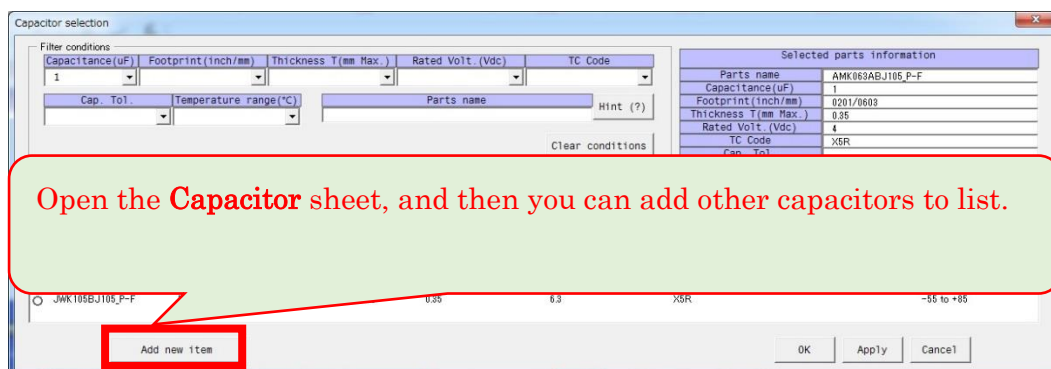 Capacitor selection
Filter conditions
Capacitance(uF) Footprint(inch/mm) Thickness T(mm Max.) Rated Volt.(Vdc) TC Code
1
Cap. Tol. Temperature range(°C) Parts name
Hint (?)
Clear conditions
Selected parts information
Parts name AMK063ABJ105_P-F
Capacitance(uF) 1
Footprint(inch/mm) 0201/0603
Thickness T(mm Max.) 0.35
Rated Volt.(Vdc) 4
TC Code X5R
Cap. Tol.
Open the Capacitor sheet, and then you can add other capacitors to list.
JWK105BJ105_P-F 0.35 6.3 X5R -55 to +85
Add new item OK Apply Cancel